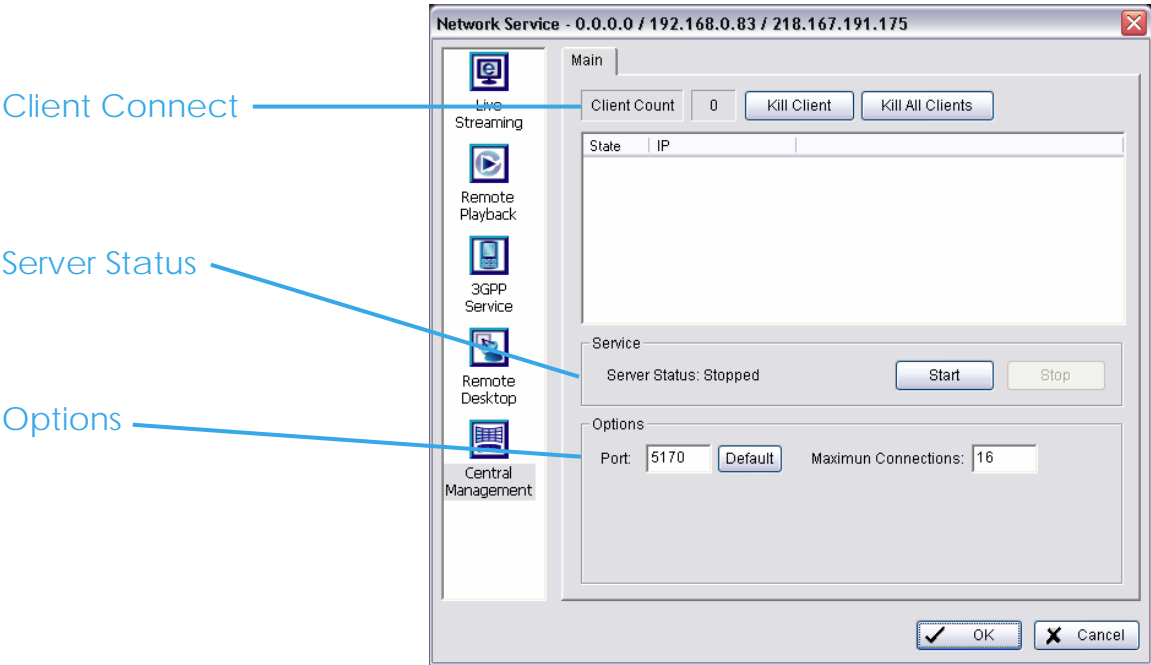 Network Service - 0.0.0.0 / 192.168.0.83 / 218.167.191.175
Client Connect
Server Status
Options
Live
Streaming
Remote
Playback
3GPP
Service
Remote
Desktop
Central
Management
Main
Client Count 0 Kill Client Kill All Clients
State IP
Service
Server Status: Stopped Start Stop
Options
Port: 5170 Default Maximun Connections: 16
OK Cancel